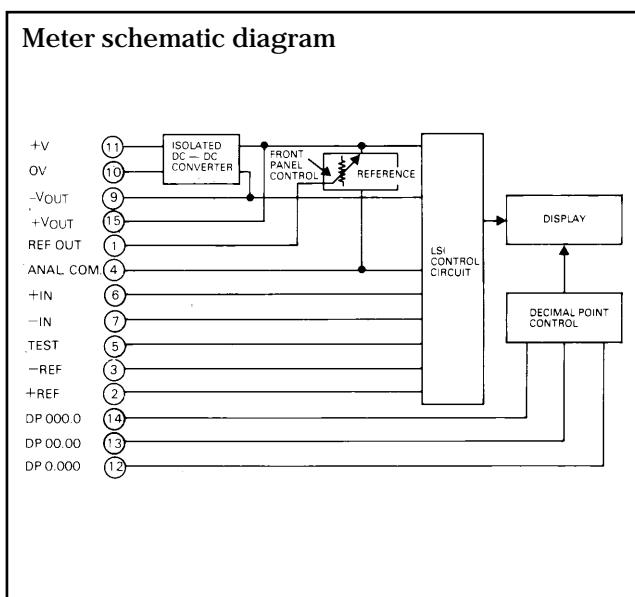 Meter schematic diagram
+V 11
0V 10
−VOUT 9
+VOUT 15
REF OUT 1
ANAL. COM. 4
+IN 6
−IN 7
TEST 5
−REF 3
+REF 2
DP 000.0 14
DP 00.00 13
DP 0.000 12
ISOLATED
DC – DC
CONVERTER
FRONT
PANEL
CONTROL
REFERENCE
LSI
CONTROL
CIRCUIT
DISPLAY
DECIMAL POINT
CONTROL